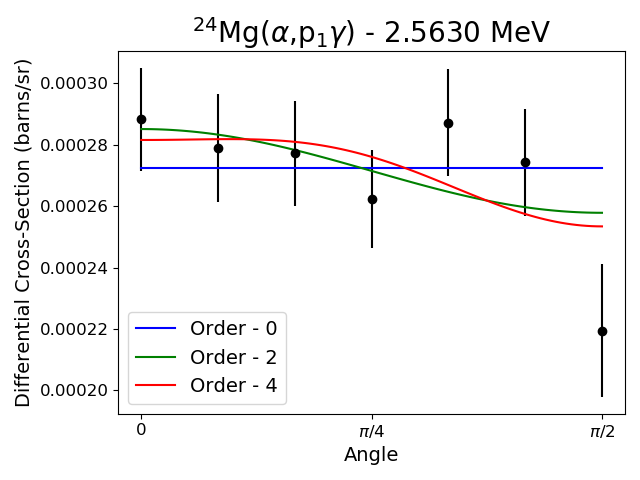 ²⁴Mg(α,p₁γ) - 2.5630 MeV
Differential Cross-Section (barns/sr)
0.00030
0.00028
0.00026
0.00024
0.00022
0.00020
Order - 0
Order - 2
Order - 4
0
π/4
π/2
Angle